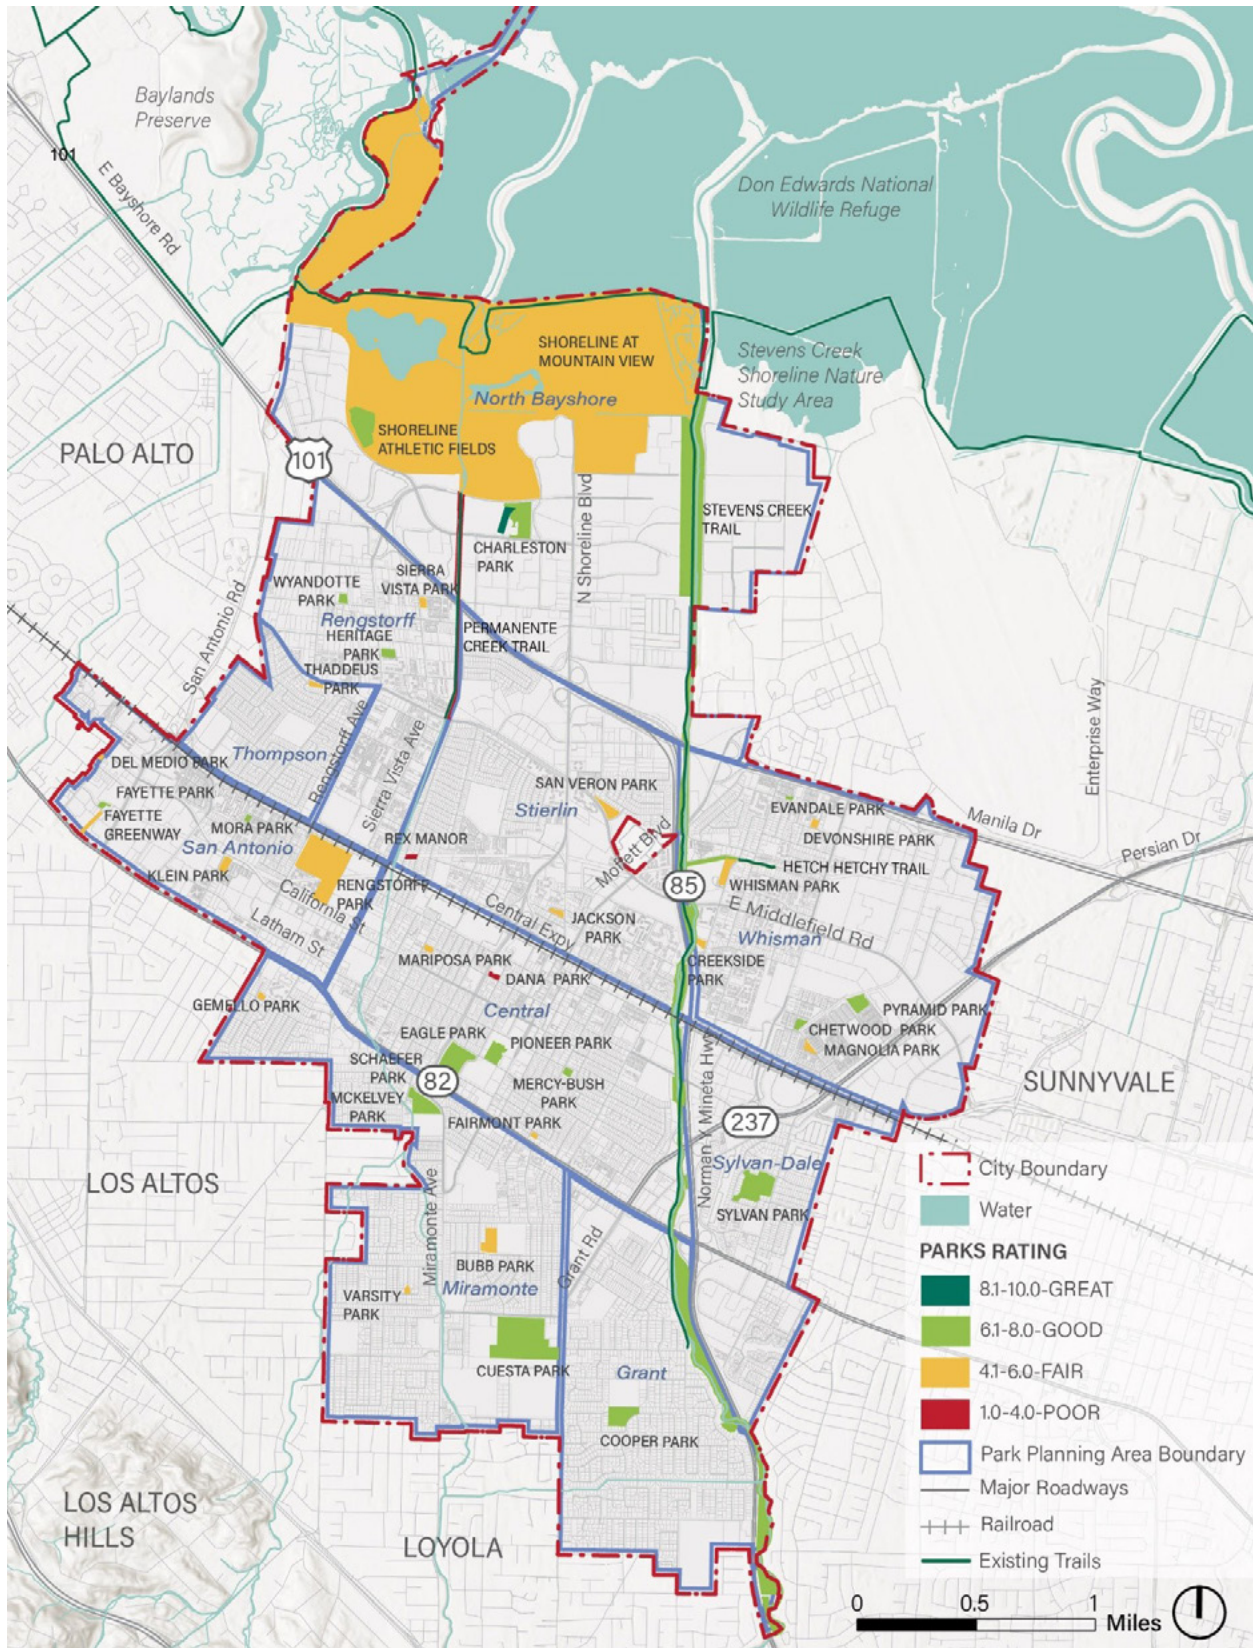 Baylands
Preserve
101
E Bayshore Rd
Don Edwards National
Wildlife Refuge
SHORELINE AT
MOUNTAIN VIEW
Stevens Creek
Shoreline Nature
Study Area
North Bayshore
SHORELINE
ATHLETIC FIELDS
PALO ALTO
101
N Shoreline Blvd
STEVENS CREEK
TRAIL
CHARLESTON
PARK
SIERRA
VISTA PARK
WYANDOTTE
PARK
Rengstorff
San Antonio Rd
PERMANENTE
CREEK TRAIL
HERITAGE
PARK
THADDEUS
PARK
Enterprise Way
Rengstorff Ave
Sierra Vista Ave
Thompson
DEL MEDIO PARK
FAYETTE PARK
FAYETTE
GREENWAY
MORA PARK
San Antonio
KLEIN PARK
REX MANOR
SAN VERON PARK
Stierlin
Moffett Blvd
EVANDALE PARK
DEVONSHIRE PARK
Manila Dr
Persian Dr
HETCH HETCHY TRAIL
WHISMAN PARK
85
RENGSTORFF
PARK
California St
Latham St
Central Expy
JACKSON
PARK
E Middlefield Rd
Whisman
CREEKSIDE
PARK
MARIPOSA PARK
DANA PARK
GEMELLO PARK
Central
PYRAMID PARK
CHETWOOD PARK
MAGNOLIA PARK
EAGLE PARK
PIONEER PARK
SCHAEFER
PARK
82
MERCY-BUSH
PARK
MCKELVEY
PARK
FAIRMONT PARK
Norman Y Mineta Hwy
237
SUNNYVALE
Sylvan-Dale
SYLVAN PARK
LOS ALTOS
Miramonte Ave
Grant Rd
BUBB PARK
Miramonte
VARSITY
PARK
CUESTA PARK
Grant
COOPER PARK
LOS ALTOS
HILLS
LOYOLA
City Boundary
Water
PARKS RATING
8.1-10.0-GREAT
6.1-8.0-GOOD
4.1-6.0-FAIR
1.0-4.0-POOR
Park Planning Area Boundary
Major Roadways
Railroad
Existing Trails
0 0.5 1
Miles